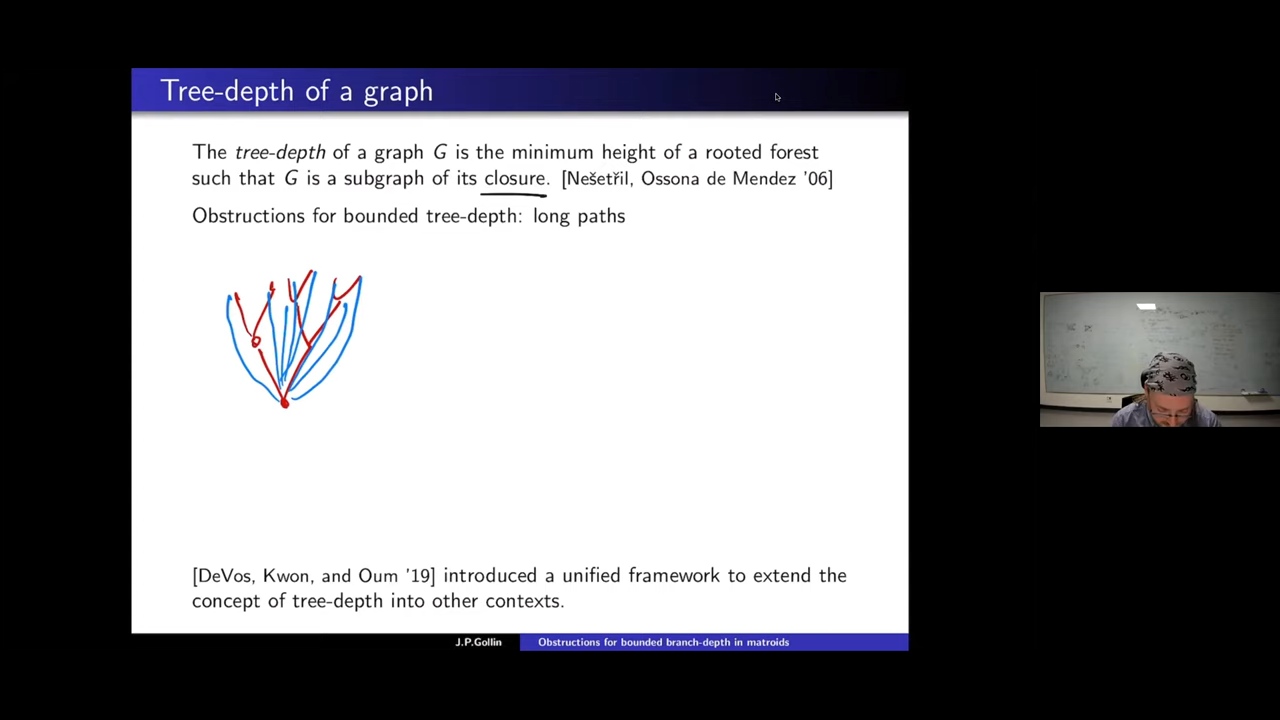 Tree-depth of a graph
The tree-depth of a graph G is the minimum height of a rooted forest
such that G is a subgraph of its closure. [Nešetřil, Ossona de Mendez '06]
Obstructions for bounded tree-depth: long paths
[DeVos, Kwon, and Oum '19] introduced a unified framework to extend the
concept of tree-depth into other contexts.
J.P.Gollin
Obstructions for bounded branch-depth in matroids